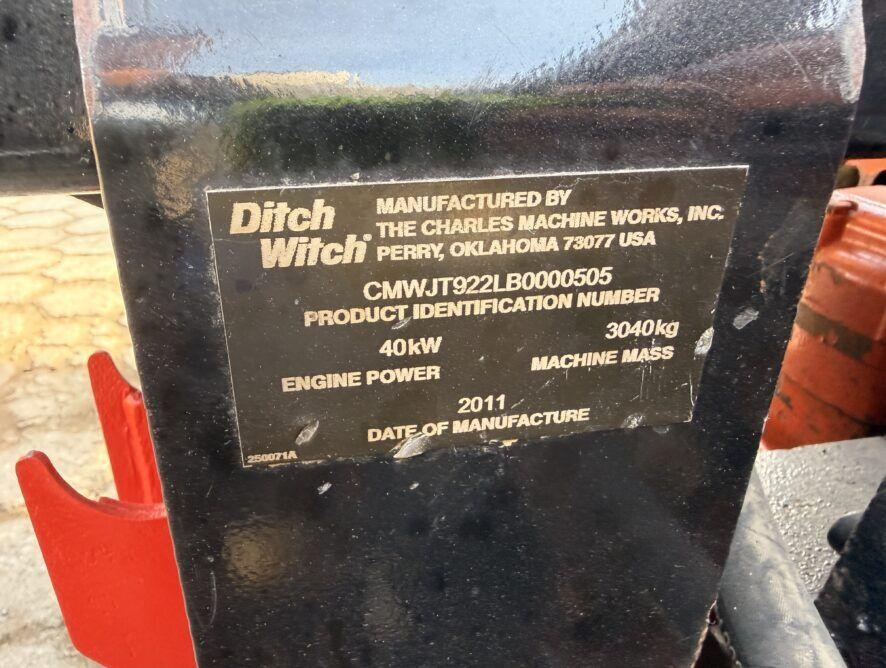 Ditch
Witch®
MANUFACTURED BY
THE CHARLES MACHINE WORKS, INC.
PERRY, OKLAHOMA 73077 USA
CMWJT922LB0000505
PRODUCT IDENTIFICATION NUMBER
40kW
ENGINE POWER
3040kg
MACHINE MASS
2011
DATE OF MANUFACTURE
250071A